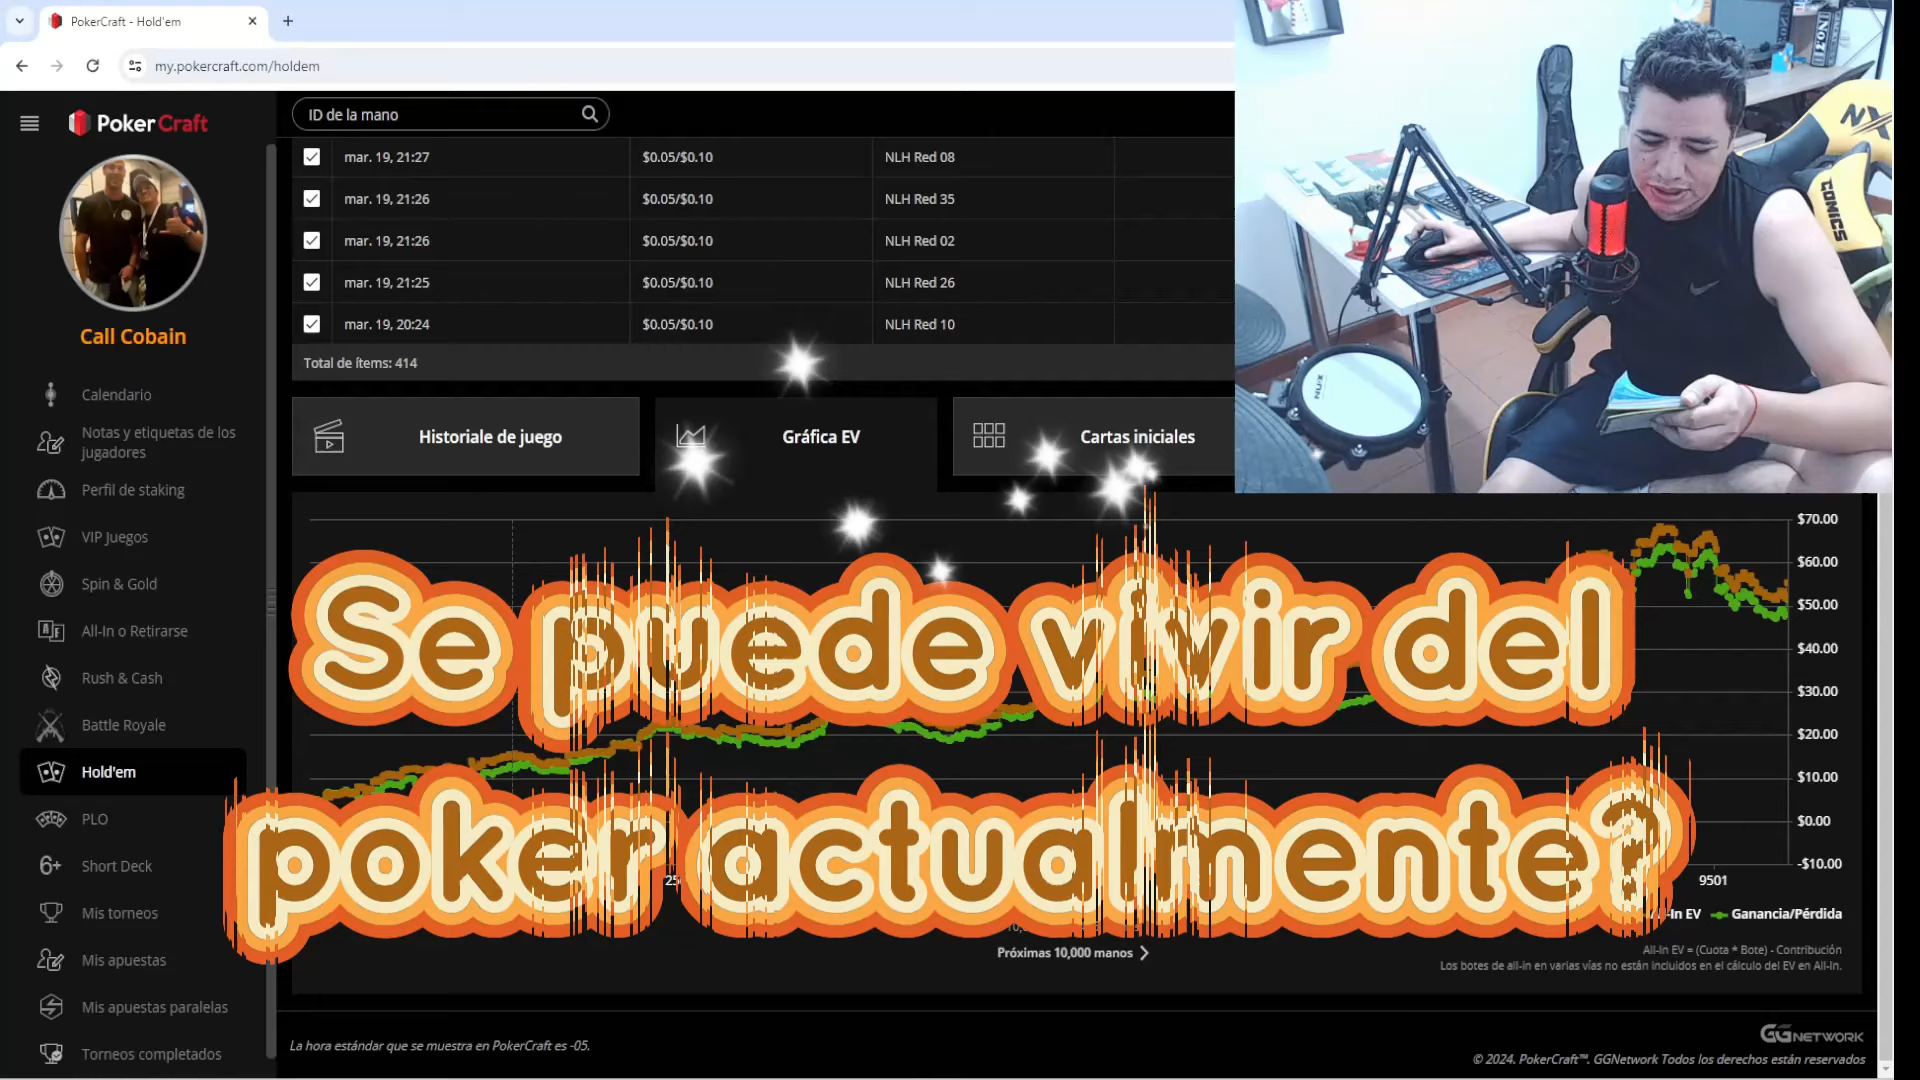 PokerCraft - Hold'em
my.pokercraft.com/holdem
PokerCraft
ID de la mano
mar. 19, 21:27 $0.05/$0.10 NLH Red 08
mar. 19, 21:26 $0.05/$0.10 NLH Red 35
mar. 19, 21:26 $0.05/$0.10 NLH Red 02
mar. 19, 21:25 $0.05/$0.10 NLH Red 26
mar. 19, 20:24 $0.05/$0.10 NLH Red 10
Total de ítems: 414
Call Cobain
Calendario
Notas y etiquetas de los
jugadores
Perfil de staking
VIP Juegos
Spin & Gold
All-In o Retirarse
Rush & Cash
Battle Royale
Hold'em
PLO
6+ Short Deck
Mis torneos
Mis apuestas
Mis apuestas paralelas
Torneos completados
Historiale de juego
Gráfica EV
Cartas iniciales
$70.00
$60.00
$50.00
$40.00
$30.00
$20.00
$10.00
$0.00
-$10.00
Se puede vivir del
poker actualmente?
9501
-In EV Ganancia/Pérdida
Próximas 10,000 manos
All-In EV = (Cuota * Bote) - Contribución
Los botes de all-in en varias vías no están incluidos en el cálculo del EV en All-In.
La hora estándar que se muestra en PokerCraft es -05.
GGNETWORK
© 2024. PokerCraft™. GGNetwork Todos los derechos están reservados
NUX
CONICS